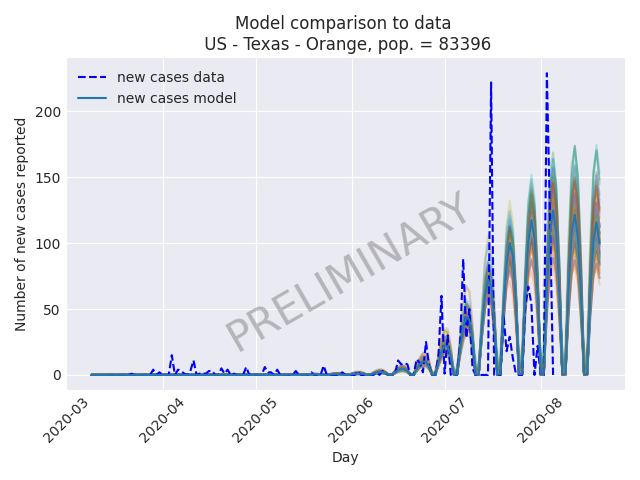 Model comparison to data
US - Texas - Orange, pop. = 83396
new cases data
new cases model
Number of new cases reported
200
150
100
50
0
PRELIMINARY
2020-03
2020-04
2020-05
2020-06
2020-07
2020-08
Day